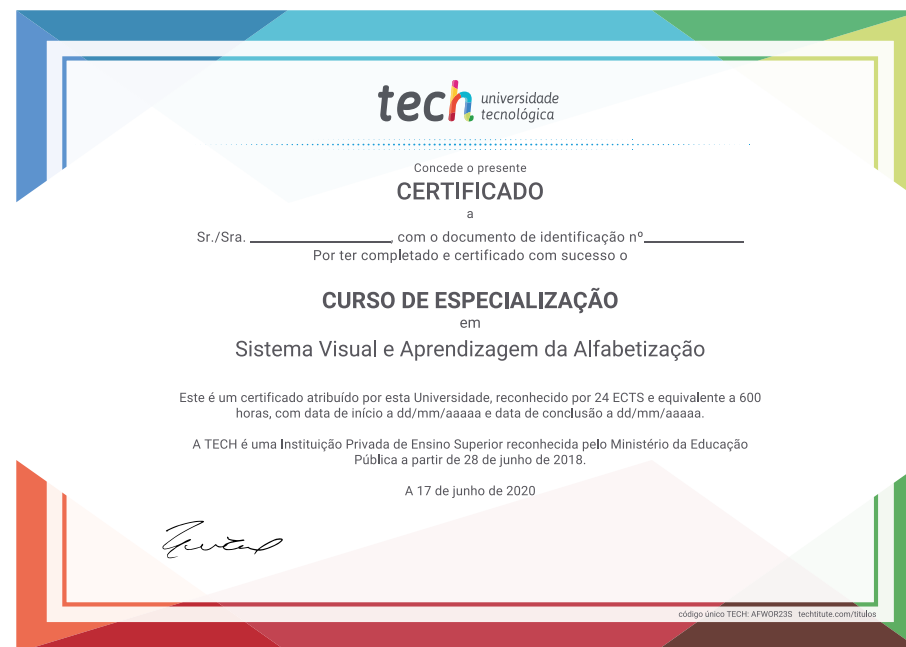 tech universidade
tecnológica
Concede o presente
CERTIFICADO
a
Sr./Sra. ____________________, com o documento de identificação nº______________
Por ter completado e certificado com sucesso o
CURSO DE ESPECIALIZAÇÃO
em
Sistema Visual e Aprendizagem da Alfabetização
Este é um certificado atribuído por esta Universidade, reconhecido por 24 ECTS e equivalente a 600
horas, com data de início a dd/mm/aaaaa e data de conclusão a dd/mm/aaaaa.
A TECH é uma Instituição Privada de Ensino Superior reconhecida pelo Ministério da Educação
Pública a partir de 28 de junho de 2018.
A 17 de junho de 2020
código único TECH: AFWOR23S techtitute.com/titulos